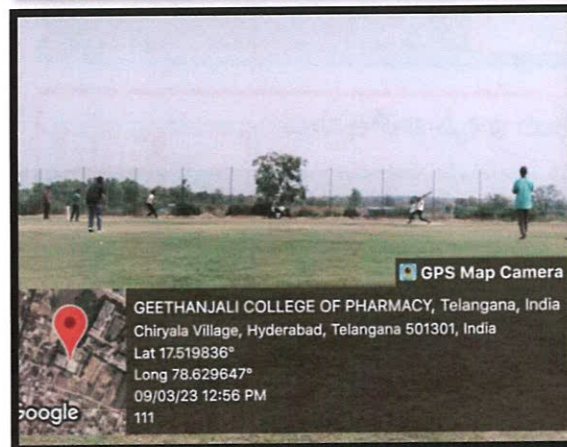 GPS Map Camera
GEETHANJALI COLLEGE OF PHARMACY, Telangana, India
Chiryala Village, Hyderabad, Telangana 501301, India
Lat 17.519836°
Long 78.629647°
09/03/23 12:56 PM
111
Google